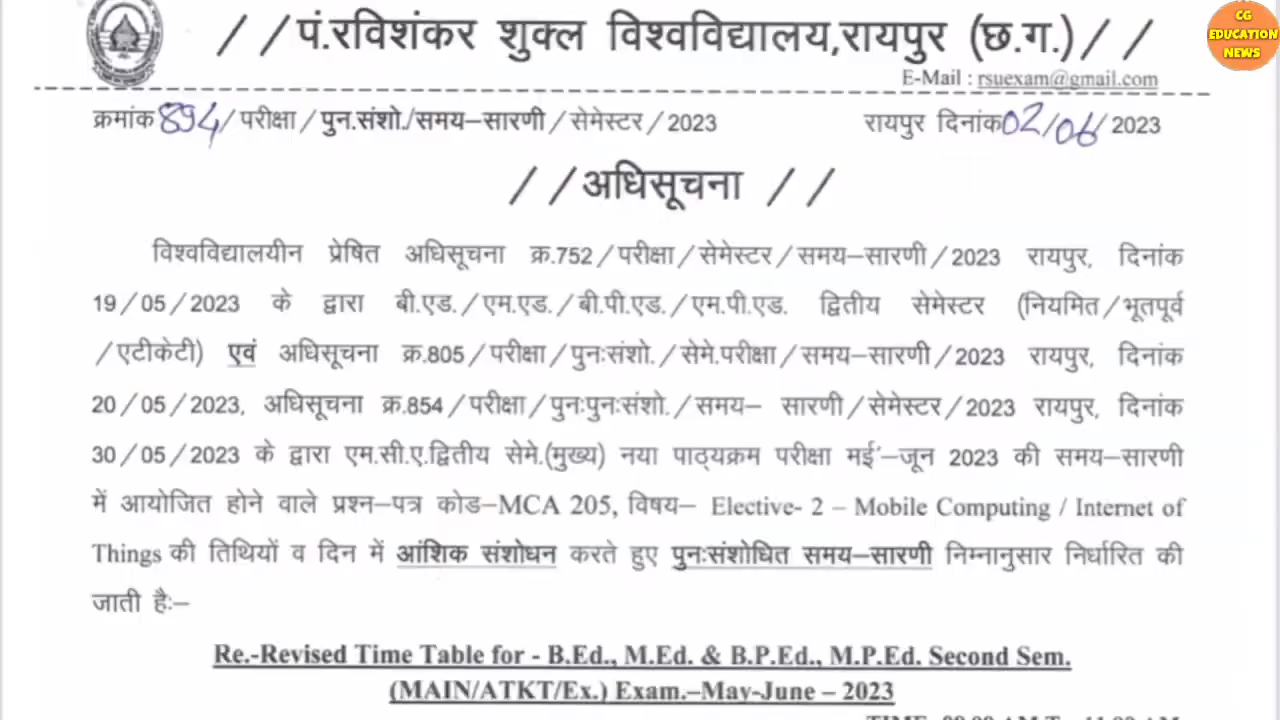 //पं.रविशंकर शुक्ल विश्वविद्यालय,रायपुर (छ.ग.)//
CG
EDUCATION
NEWS
E-Mail : rsuexam@gmail.com
क्रमांक 894/परीक्षा/पुन.संशो./समय–सारणी/सेमेस्टर/2023 रायपुर दिनांक 02/06/2023
//अधिसूचना //
विश्वविद्यालयीन प्रेषित अधिसूचना क्र.752/परीक्षा/सेमेस्टर/समय–सारणी/2023 रायपुर, दिनांक
19/05/2023 के द्वारा बी.एड./एम.एड./बी.पी.एड./एम.पी.एड. द्वितीय सेमेस्टर (नियमित/भूतपूर्व
/एटीकेटी) एवं अधिसूचना क्र.805/परीक्षा/पुनःसंशो./सेमे.परीक्षा/समय–सारणी/2023 रायपुर, दिनांक
20/05/2023, अधिसूचना क्र.854/परीक्षा/पुनःपुनःसंशो./समय– सारणी/सेमेस्टर/2023 रायपुर, दिनांक
30/05/2023 के द्वारा एम.सी.ए.द्वितीय सेमे.(मुख्य) नया पाठ्यक्रम परीक्षा मई'–जून 2023 की समय–सारणी
में आयोजित होने वाले प्रश्न–पत्र कोड–MCA 205, विषय– Elective- 2 – Mobile Computing / Internet of
Things की तिथियों व दिन में आंशिक संशोधन करते हुए पुनःसंशोधित समय–सारणी निम्नानुसार निर्धारित की
जाती हैः–
Re.-Revised Time Table for - B.Ed., M.Ed. & B.P.Ed., M.P.Ed. Second Sem.
(MAIN/ATKT/Ex.) Exam.–May-June – 2023